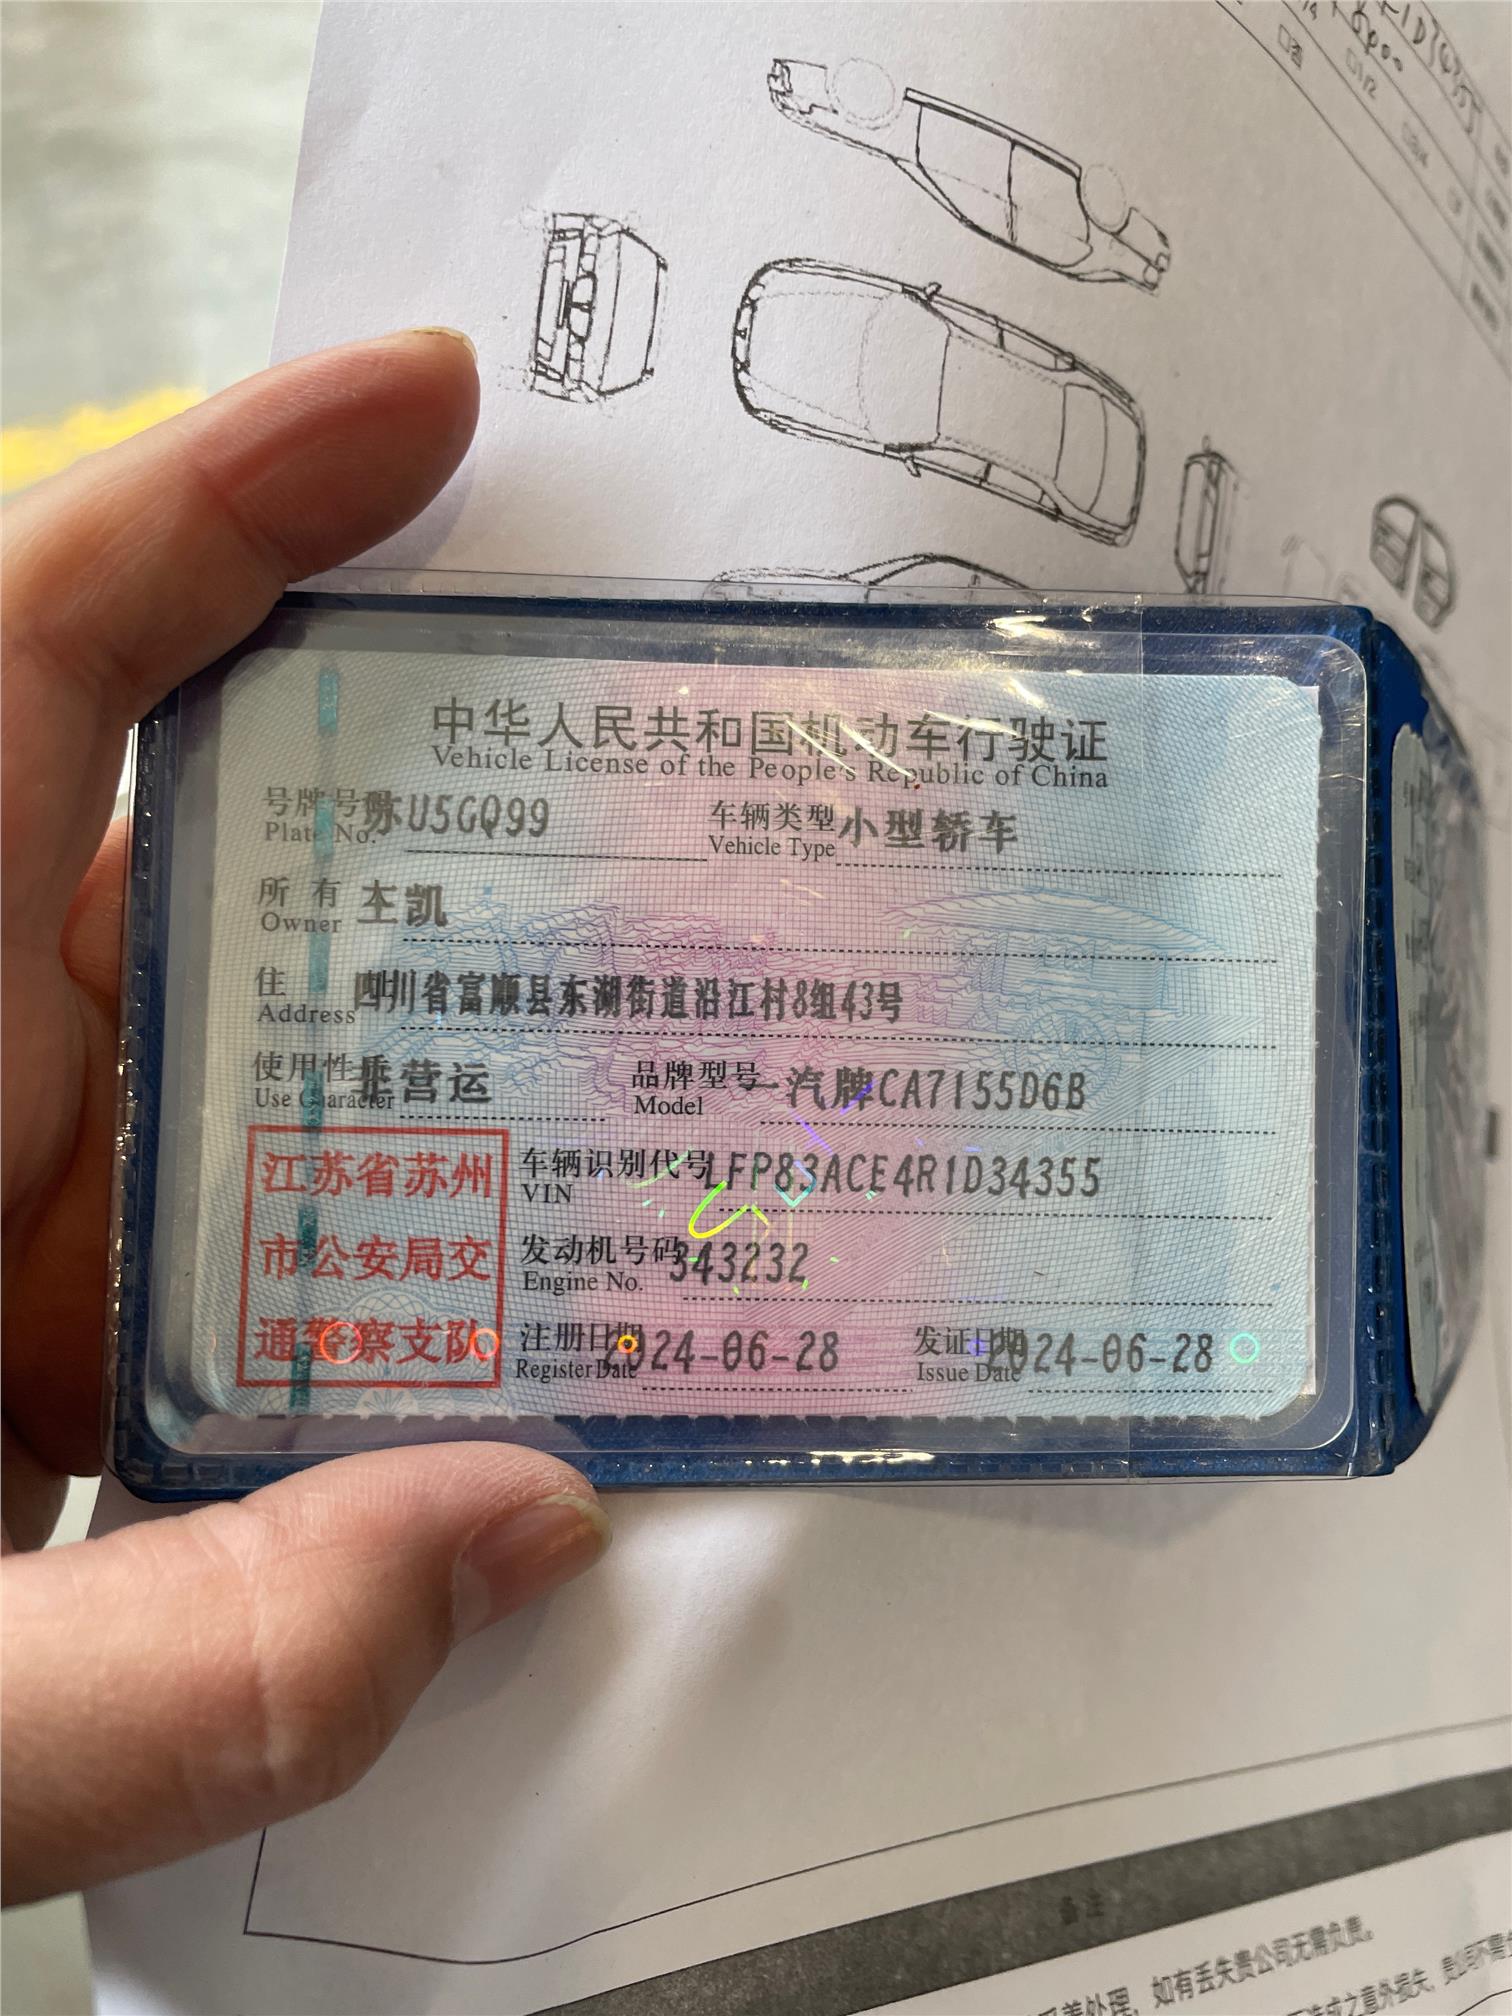 中华人民共和国机动车行驶证
Vehicle License of the People's Republic of China
号牌号码 苏U5GQ99 车辆类型 小型轿车
Plate No. Vehicle Type
所有人 王凯
Owner
住址 四川省富顺县东湖街道沿江村8组43号
Address
使用性质 非营运 品牌型号 一汽牌CA7155D6B
Use Character Model
江苏省苏州
市公安局交
通警察支队
车辆识别代号 LFP83ACE4R1D34355
VIN
发动机号码 343232
Engine No.
注册日期 2024-06-28 发证日期 2024-06-28
Register Date Issue Date
备注
如有丢失贵公司无需负责。